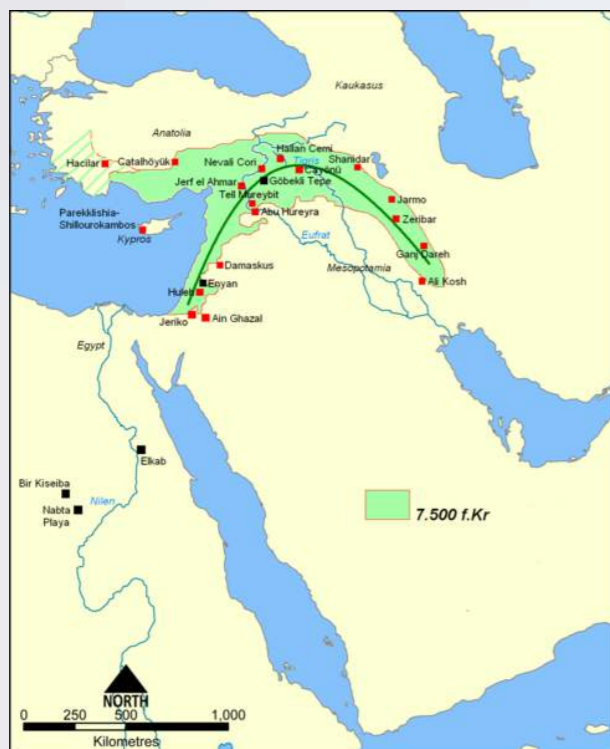 Kaukasus
Anatolia
Hallan Cemi
Tigris
Shanidar
Hacilar
Catalhöyük
Nevali Cori
Cayönü
Jerf el Ahmar
Göbekli Tepe
Tell Mureybit
Jarmo
Abu Hureyra
Zeribar
Parekklishia-
Shillourokambos
Kypros
Eufrat
Ganj Dareh
Mesopotamia
Damaskus
Ali Kosh
Enyan
Huleh
Jeriko
Ain Ghazal
Egypt
Elkab
Bir Kiseiba
Nilen
Nabta
Playa
7.500 f.Kr
NORTH
0 250 500 1,000
Kilometres